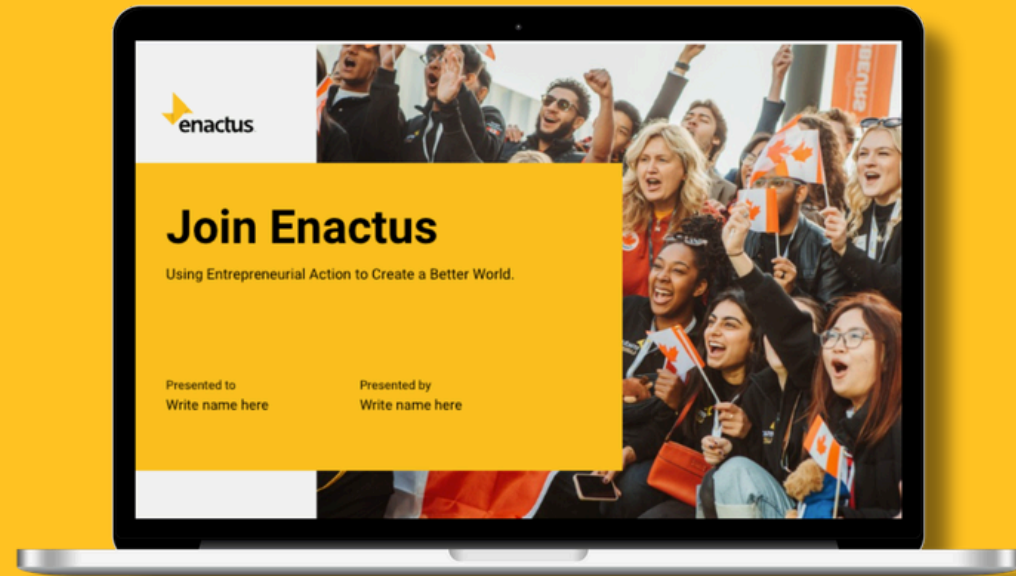 enactus
Join Enactus
Using Entrepreneurial Action to Create a Better World.
Presented to
Presented by
Write name here
Write name here